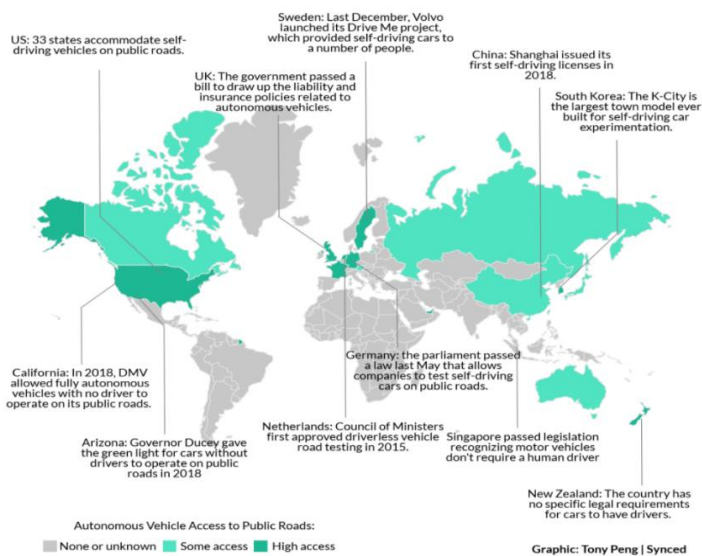 Sweden: Last December, Volvo
launched its Drive Me project,
which provided self-driving cars to
a number of people.
US: 33 states accommodate self-
driving vehicles on public roads.
China: Shanghai issued its
first self-driving licenses in
2018.
UK: The government passed a
bill to draw up the liability and
insurance policies related to
autonomous vehicles.
South Korea: The K-City is
the largest town model ever
built for self-driving car
experimentation.
Germany: the parliament passed
a law last May that allows
companies to test self-driving
cars on public roads.
California: In 2018, DMV
allowed fully autonomous
vehicles with no driver to
operate on its public roads.
Netherlands: Council of Ministers
first approved driverless vehicle
road testing in 2015.
Singapore passed legislation
recognizing motor vehicles
don't require a human driver
Arizona: Governor Ducey gave
the green light for cars without
drivers to operate on public
roads in 2018
New Zealand: The country has
no specific legal requirements
for cars to have drivers.
Autonomous Vehicle Access to Public Roads:
None or unknown Some access High access
Graphic: Tony Peng | Synced